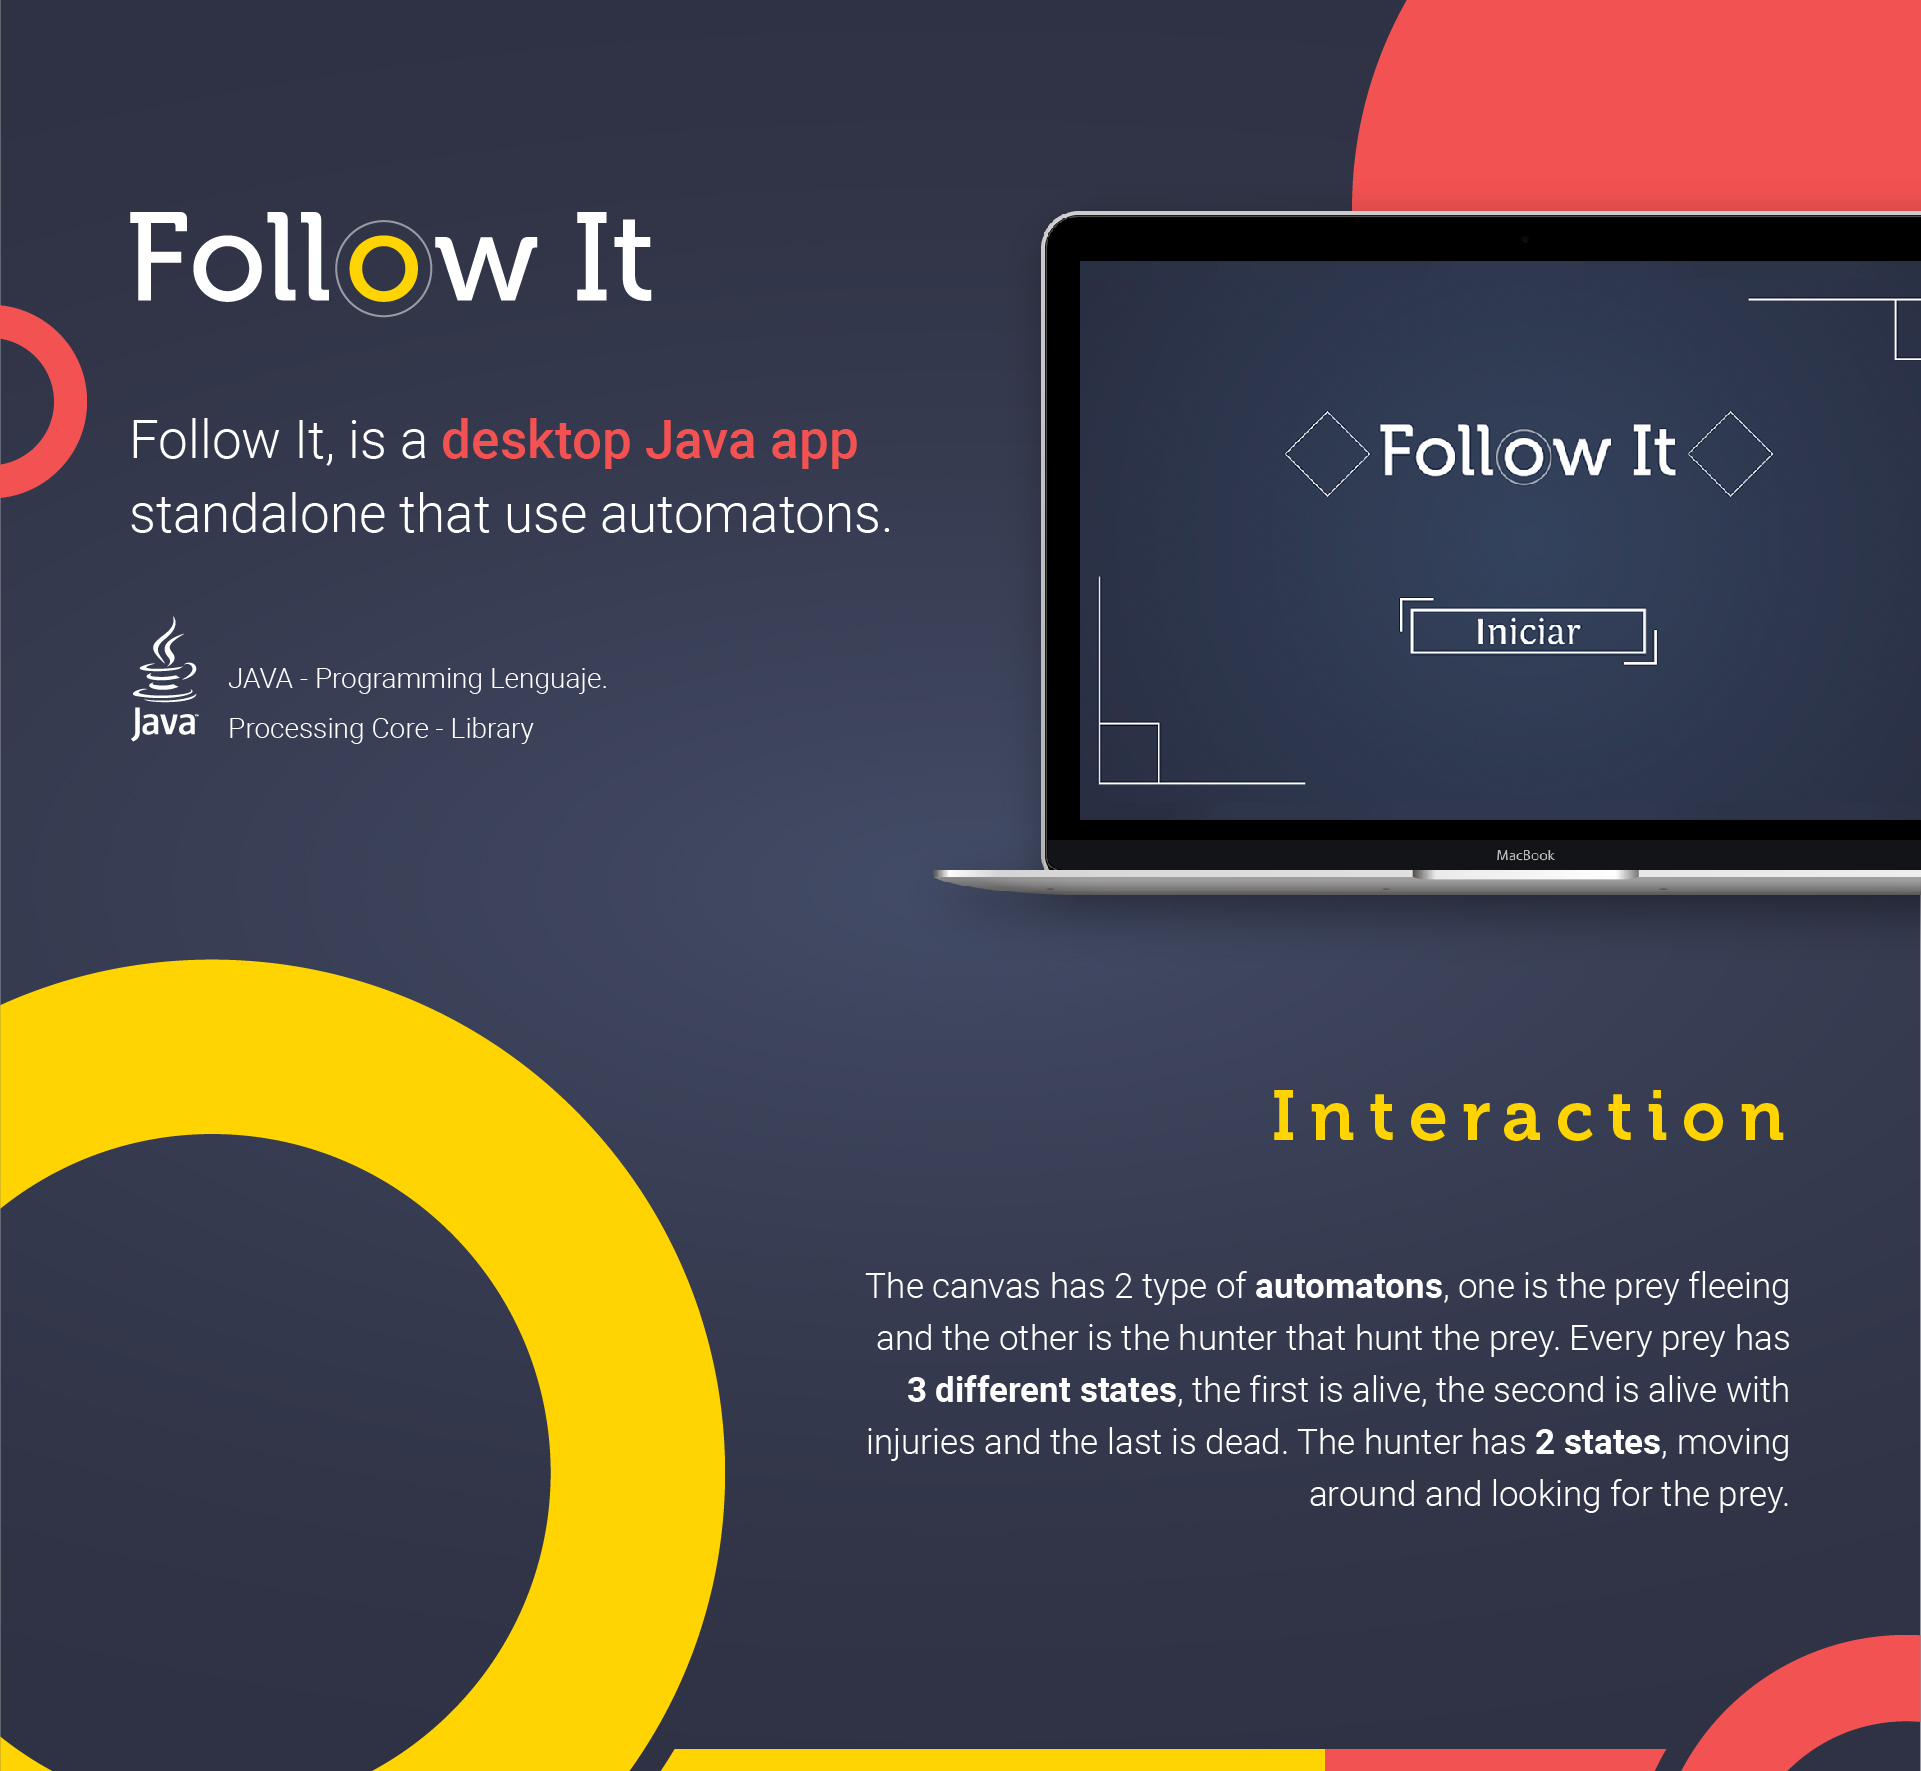 Follow It
Follow It, is a desktop Java app
standalone that use automatons.
Java
JAVA - Programming Lenguaje.
Processing Core - Library
Follow It
Iniciar
MacBook
Interaction
The canvas has 2 type of automatons, one is the prey fleeing
and the other is the hunter that hunt the prey. Every prey has
3 different states, the first is alive, the second is alive with
injuries and the last is dead. The hunter has 2 states, moving
around and looking for the prey.